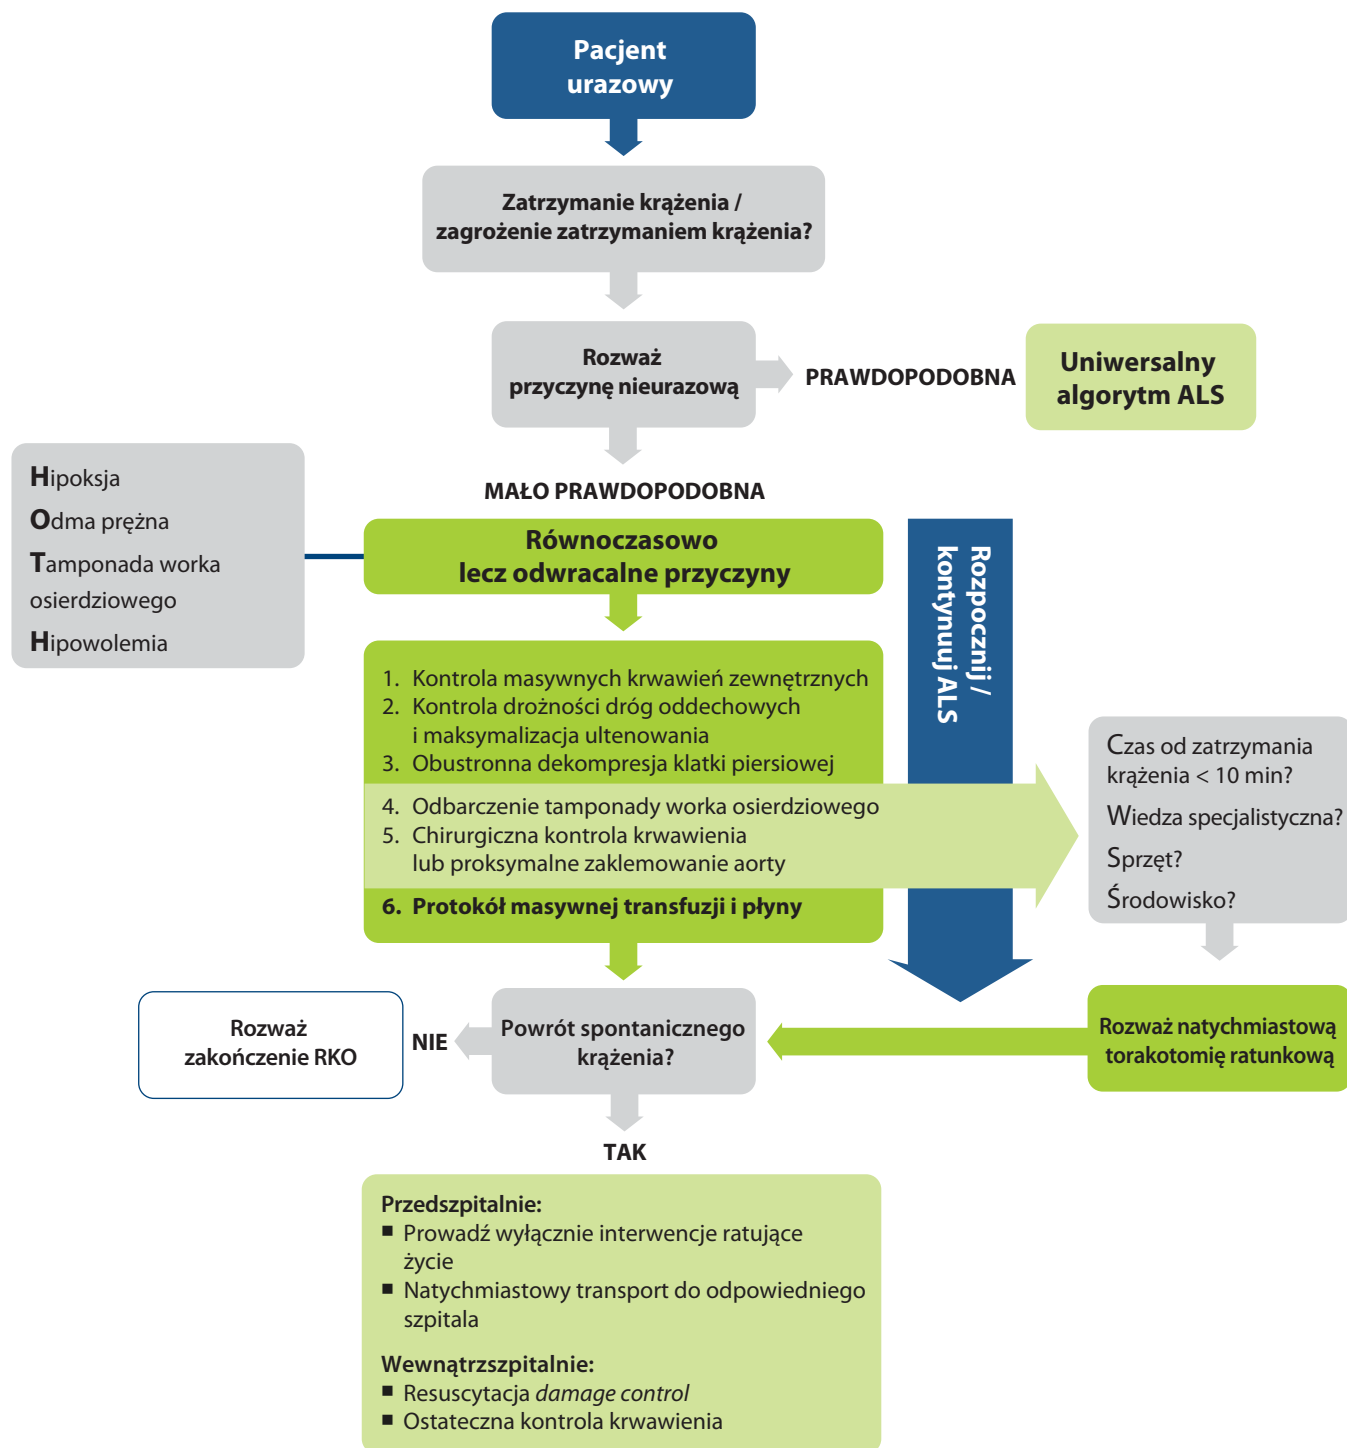 Pacjent
urazowy
Zatrzymanie krążenia /
zagrożenie zatrzymaniem krążenia?
Rozważ
przyczynę nieurazową
PRAWDOPODOBNA
Uniwersalny
algorytm ALS
MAŁO PRAWDOPODOBNA
Hipoksja
Odma prężna
Tamponada worka
osierdziowego
Hipowolemia
Równoczasowo
lecz odwracalne przyczyny
Rozpocznij /
kontynuuj ALS
1. Kontrola masywnych krwawień zewnętrznych
2. Kontrola drożności dróg oddechowych
i maksymalizacja ultenowania
3. Obustronna dekompresja klatki piersiowej
4. Odbarczenie tamponady worka osierdziowego
5. Chirurgiczna kontrola krwawienia
lub proksymalne zaklemowanie aorty
6. Protokół masywnej transfuzji i płyny
Czas od zatrzymania
krążenia < 10 min?
Wiedza specjalistyczna?
Sprzęt?
Środowisko?
Rozważ natychmiastową
torakotomię ratunkową
Powrót spontanicznego
krążenia?
NIE
Rozważ
zakończenie RKO
TAK
Przedszpitalnie:
■ Prowadź wyłącznie interwencje ratujące
życie
■ Natychmiastowy transport do odpowiedniego
szpitala
Wewnątrzszpitalnie:
■ Resuscytacja damage control
■ Ostateczna kontrola krwawienia